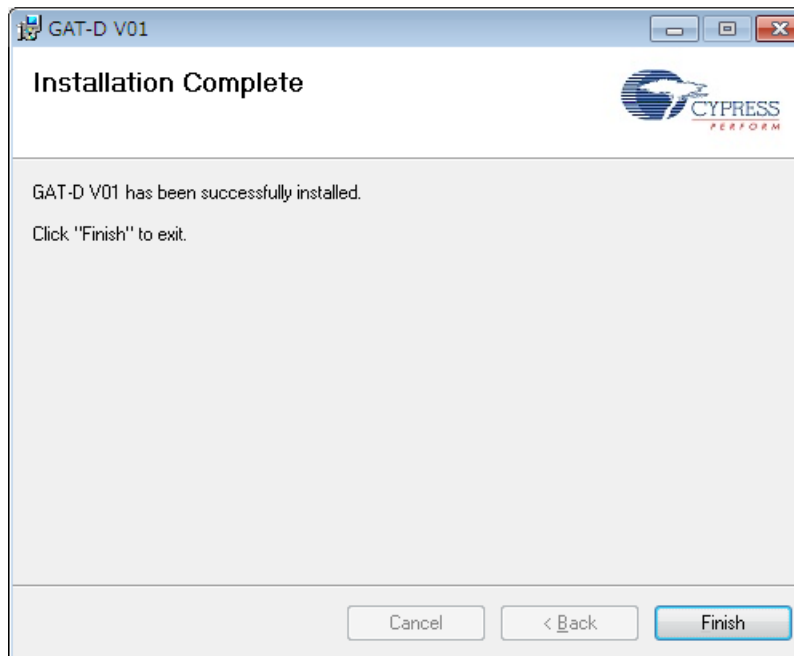 GAT-D V01
Installation Complete
CYPRESS
PERFORM
GAT-D V01 has been successfully installed.
Click "Finish" to exit.
Cancel
< Back
Finish